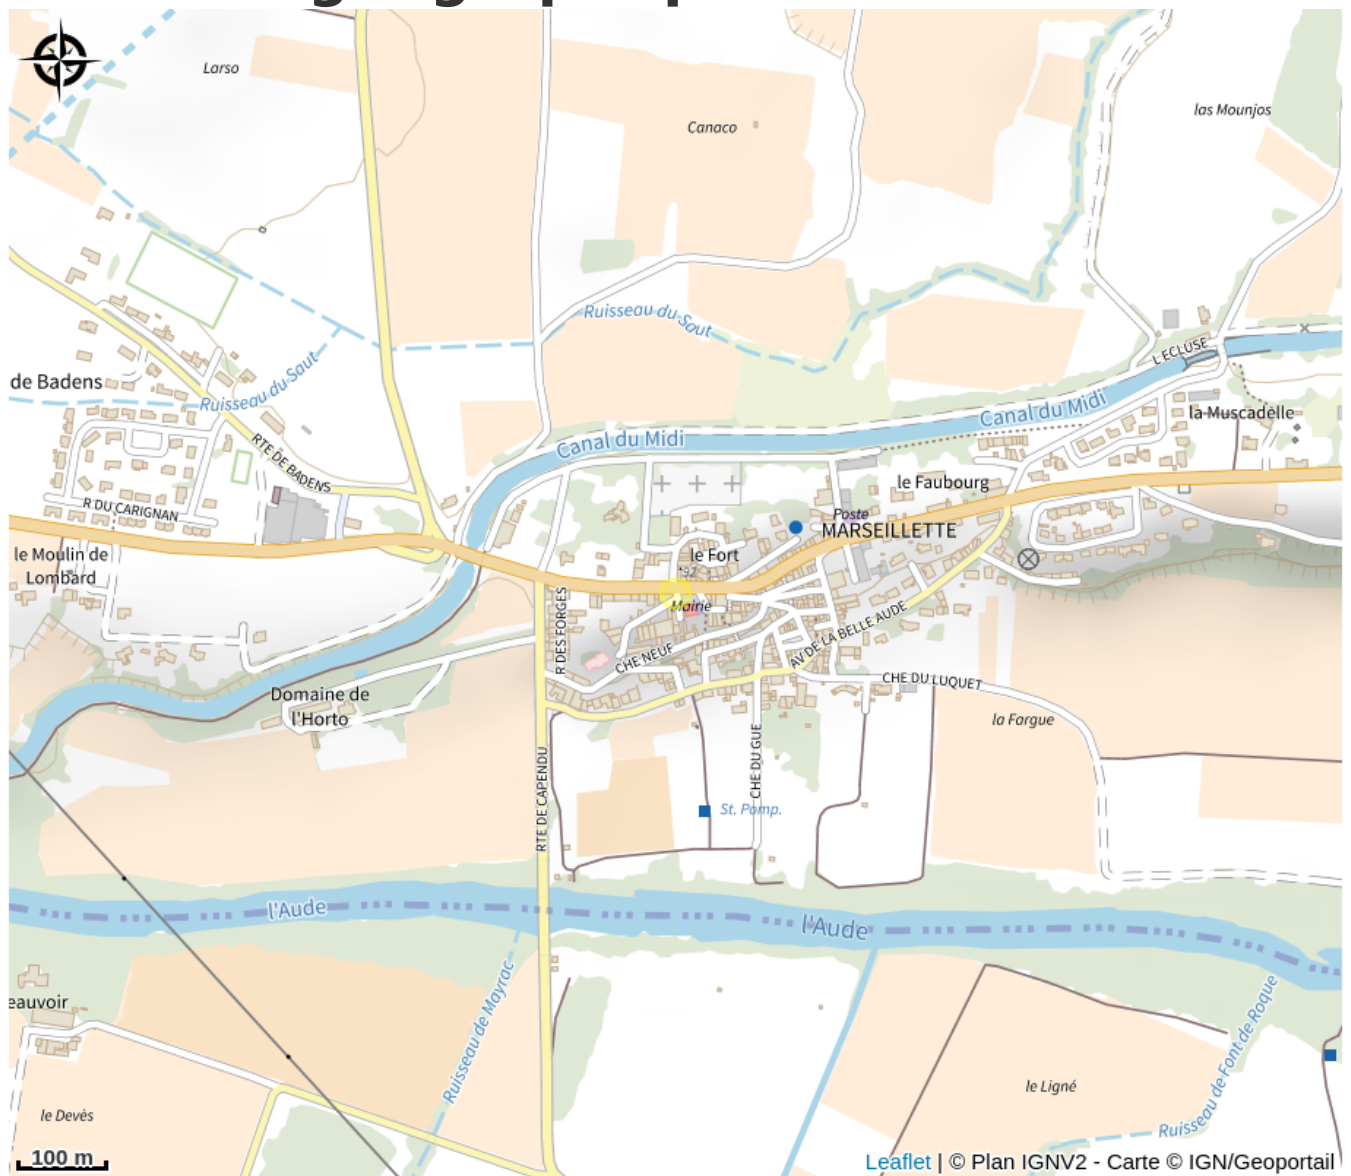 Larso
Canaco
las Mounjos
Ruisseau du Saut
L'ECLUSE
de Badens
Ruisseau du Saut
Canal du Midi
Canal du Midi
la Muscadelle
RTE DE BADENS
le Faubourg
R DU CARIGNAN
Poste
MARSEILLETTE
le Moulin de
Lombard
le Fort
92
Mairie
R DES FORGES
CHE NEUF
AV DE LA BELLE AUDE
CHE DU LUQUET
Domaine de
l'Horto
la Fargue
CHE DU GUE
RTE DE CAPENDU
St. Pomp.
l'Aude
l'Aude
eauvoir
Ruisseau de Mayrac
Ruisseau de Font de Roque
le Ligné
le Devès
100 m
Leaflet | © Plan IGNV2 - Carte © IGN/Geoportail